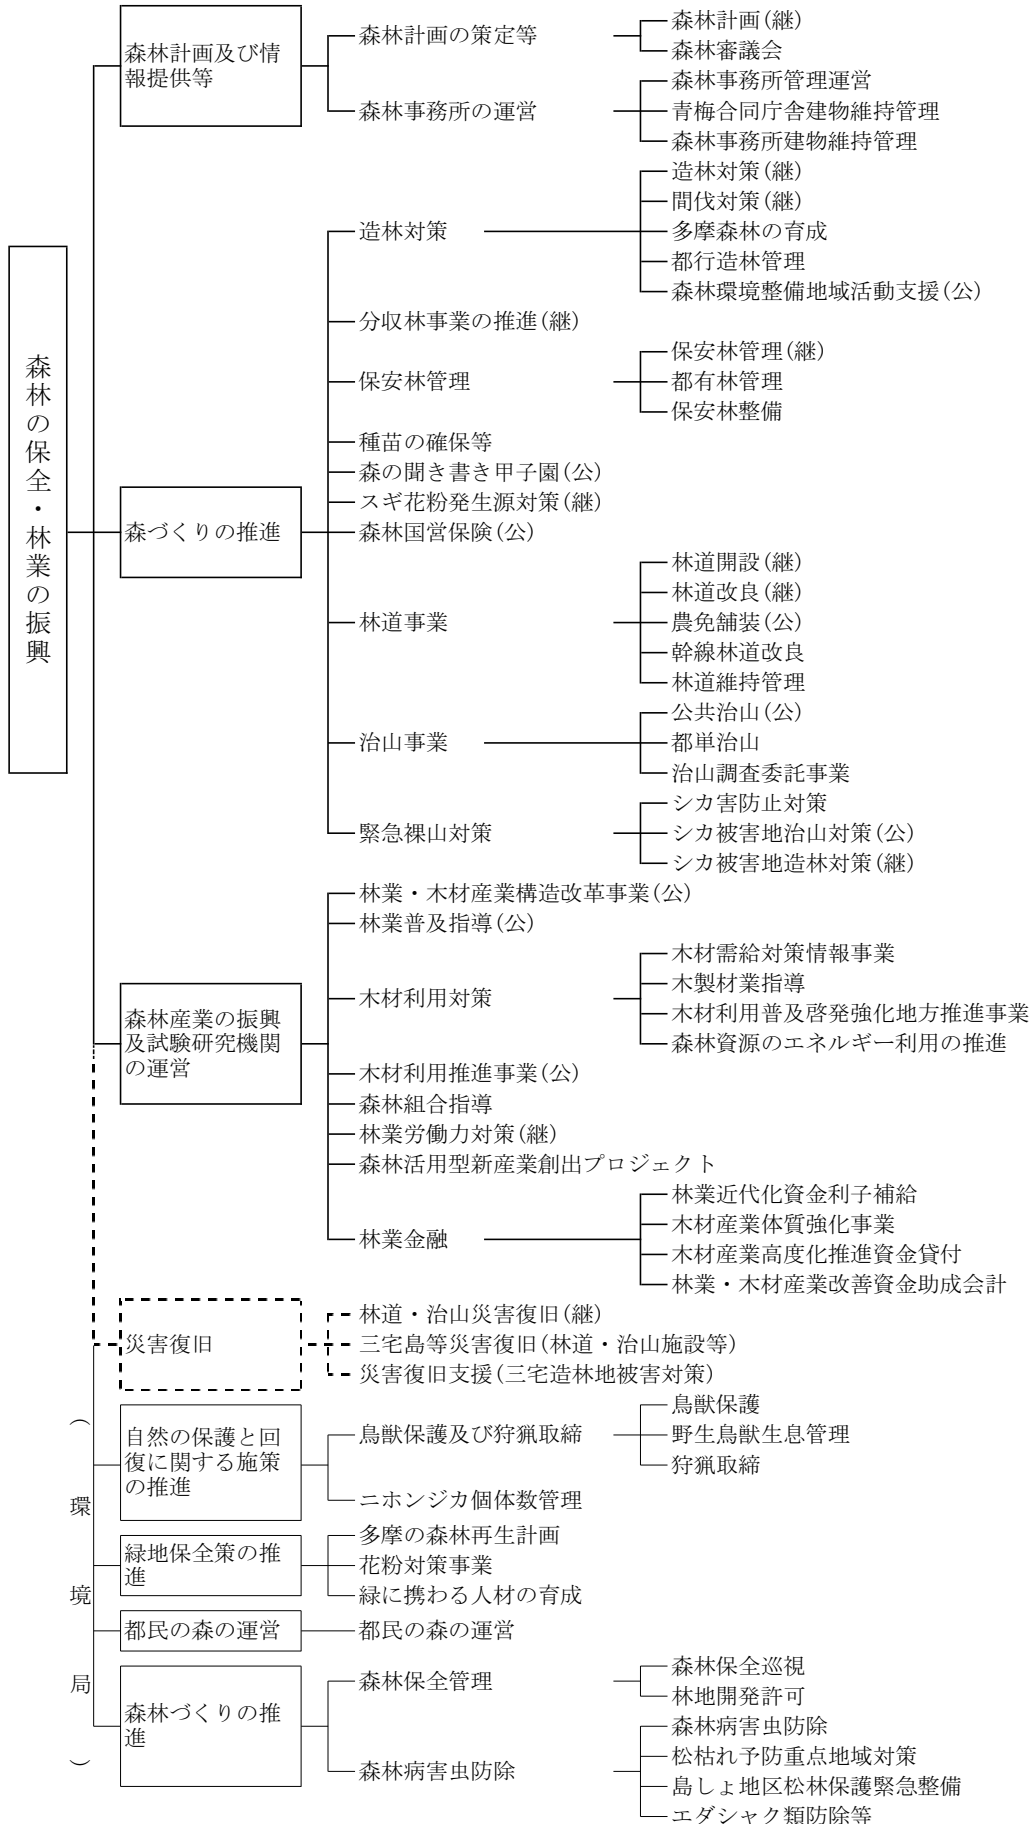 森林の保全・林業の振興
森林計画及び情
報提供等
森林計画の策定等
森林計画(継)
森林審議会
森林事務所の運営
森林事務所管理運営
青梅合同庁舎建物維持管理
森林事務所建物維持管理
森づくりの推進
造林対策
造林対策(継)
間伐対策(継)
多摩森林の育成
都行造林管理
森林環境整備地域活動支援(公)
分収林事業の推進(継)
保安林管理
保安林管理(継)
都有林管理
保安林整備
種苗の確保等
森の聞き書き甲子園(公)
スギ花粉発生源対策(継)
森林国営保険(公)
林道事業
林道開設(継)
林道改良(継)
農免舗装(公)
幹線林道改良
林道維持管理
治山事業
公共治山(公)
都単治山
治山調査委託事業
緊急裸山対策
シカ害防止対策
シカ被害地治山対策(公)
シカ被害地造林対策(継)
森林産業の振興
及試験研究機関
の運営
林業・木材産業構造改革事業(公)
林業普及指導(公)
木材利用対策
木材需給対策情報事業
木製材業指導
木材利用普及啓発強化地方推進事業
森林資源のエネルギー利用の推進
木材利用推進事業(公)
森林組合指導
林業労働力対策(継)
森林活用型新産業創出プロジェクト
林業金融
林業近代化資金利子補給
木材産業体質強化事業
木材産業高度化推進資金貸付
林業・木材産業改善資金助成会計
災害復旧
林道・治山災害復旧(継)
三宅島等災害復旧(林道・治山施設等)
災害復旧支援(三宅造林地被害対策)
(環境局)
自然の保護と回
復に関する施策
の推進
鳥獣保護及び狩猟取締
鳥獣保護
野生鳥獣生息管理
狩猟取締
ニホンジカ個体数管理
緑地保全策の推
進
多摩の森林再生計画
花粉対策事業
緑に携わる人材の育成
都民の森の運営
都民の森の運営
森林づくりの推
進
森林保全管理
森林保全巡視
林地開発許可
森林病害虫防除
森林病害虫防除
松枯れ予防重点地域対策
島しょ地区松林保護緊急整備
エダシャク類防除等